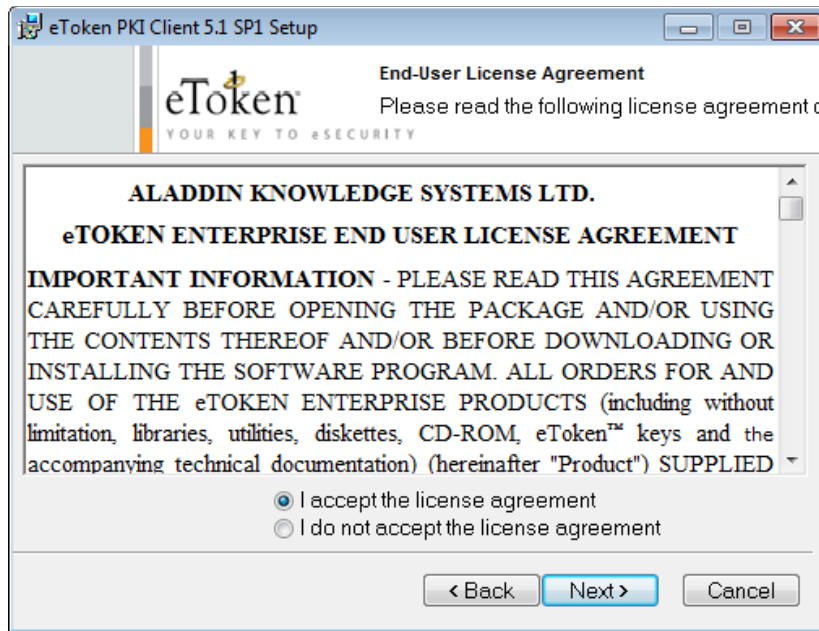 eToken PKI Client 5.1 SP1 Setup
eToken
YOUR KEY TO eSECURITY
End-User License Agreement
Please read the following license agreement
ALADDIN KNOWLEDGE SYSTEMS LTD.
eTOKEN ENTERPRISE END USER LICENSE AGREEMENT
IMPORTANT INFORMATION - PLEASE READ THIS AGREEMENT
CAREFULLY BEFORE OPENING THE PACKAGE AND/OR USING
THE CONTENTS THEREOF AND/OR BEFORE DOWNLOADING OR
INSTALLING THE SOFTWARE PROGRAM. ALL ORDERS FOR AND
USE OF THE eTOKEN ENTERPRISE PRODUCTS (including without
limitation, libraries, utilities, diskettes, CD-ROM, eToken™ keys and the
accompanying technical documentation) (hereinafter "Product") SUPPLIED
I accept the license agreement
I do not accept the license agreement
< Back
Next >
Cancel